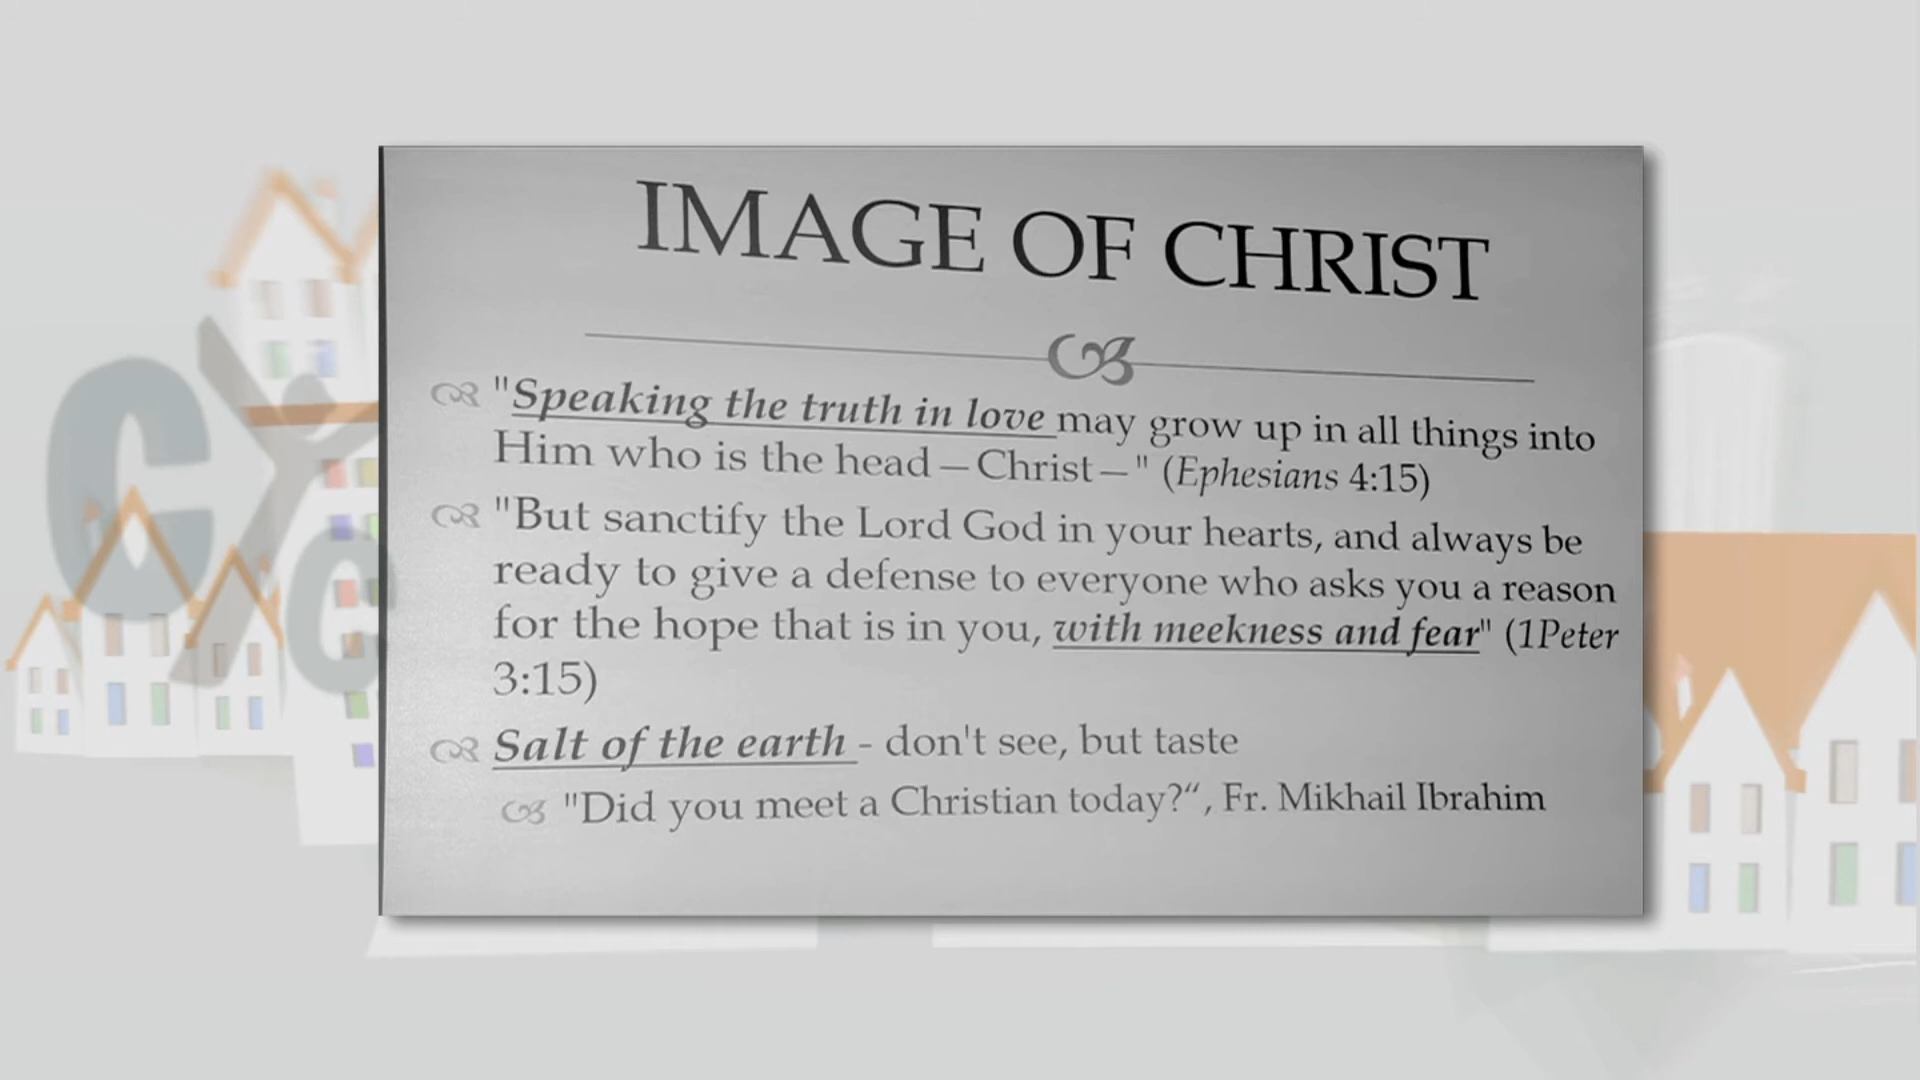 IMAGE OF CHRIST
"Speaking the truth in love may grow up in all things into
Him who is the head—Christ—" (Ephesians 4:15)
"But sanctify the Lord God in your hearts, and always be
ready to give a defense to everyone who asks you a reason
for the hope that is in you, with meekness and fear" (1Peter
3:15)
Salt of the earth - don't see, but taste
"Did you meet a Christian today?“, Fr. Mikhail Ibrahim
CYC